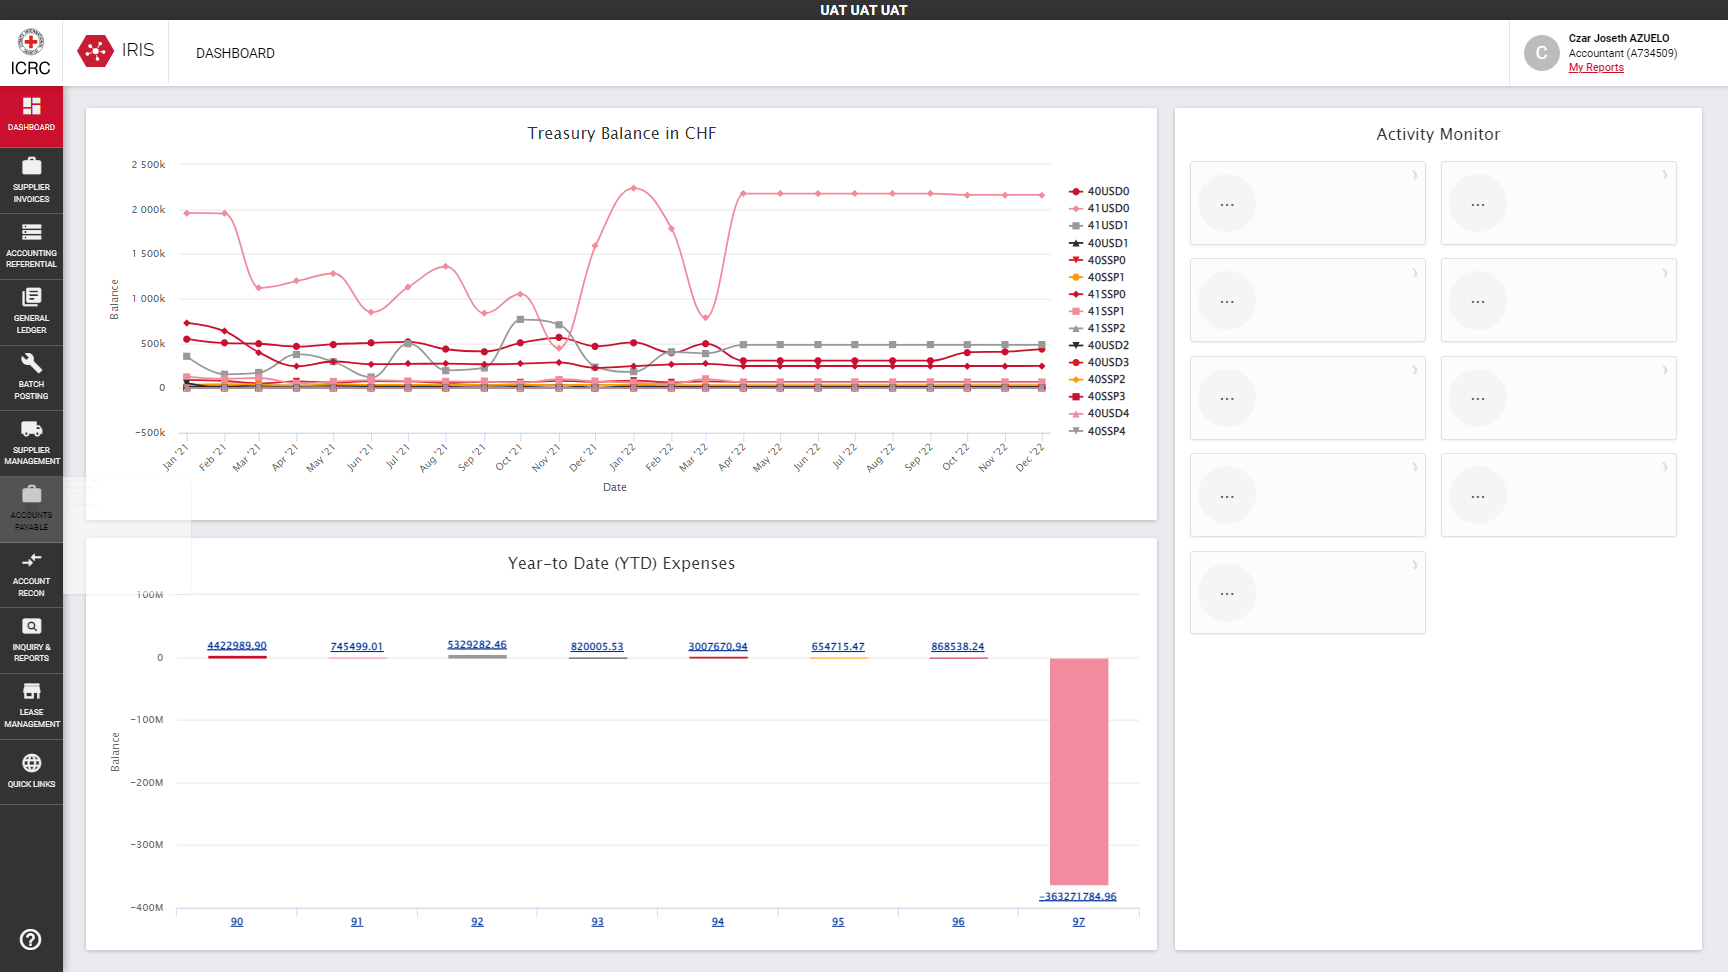 UAT UAT UAT
ICRC
IRIS
DASHBOARD
Czar Joseth AZUELO
Accountant (A734509)
My Reports
C
DASHBOARD
SUPPLIER
INVOICES
ACCOUNTING
REFERENTIAL
GENERAL
LEDGER
BATCH
POSTING
SUPPLIER
MANAGEMENT
ACCOUNTS
PAYABLE
ACCOUNT
RECON
INQUIRY &
REPORTS
LEASE
MANAGEMENT
QUICK LINKS
Treasury Balance in CHF
2 500k
2 000k
1 500k
1 000k
500k
0
−500k
Balance
Jan '21
Feb '21
Mar '21
Apr '21
May '21
Jun '21
Jul '21
Aug '21
Sep '21
Oct '21
Nov '21
Dec '21
Jan '22
Feb '22
Mar '22
Apr '22
May '22
Jun '22
Jul '22
Aug '22
Sep '22
Oct '22
Nov '22
Dec '22
Date
40USD0
41USD0
41USD1
40USD1
40SSP0
40SSP1
41SSP0
41SSP1
41SSP2
40USD2
40USD3
40SSP2
40SSP3
40USD4
40SSP4
Year-to Date (YTD) Expenses
100M
0
−100M
−200M
−300M
−400M
Balance
4422989.90
745499.01
5329282.46
820005.53
3007670.94
654715.47
868538.24
−363271784.96
90
91
92
93
94
95
96
97
Activity Monitor
...
...
...
...
...
...
...
...
...